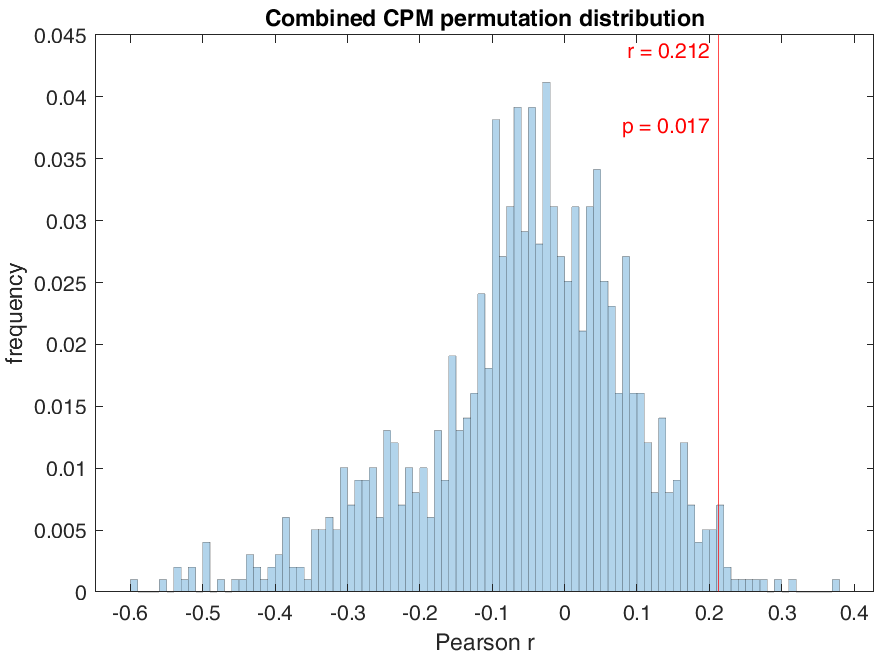 Combined CPM permutation distribution
r = 0.212
p = 0.017
0.045
0.04
0.035
0.03
0.025
0.02
0.015
0.01
0.005
0
frequency
-0.6 -0.5 -0.4 -0.3 -0.2 -0.1 0 0.1 0.2 0.3 0.4
Pearson r